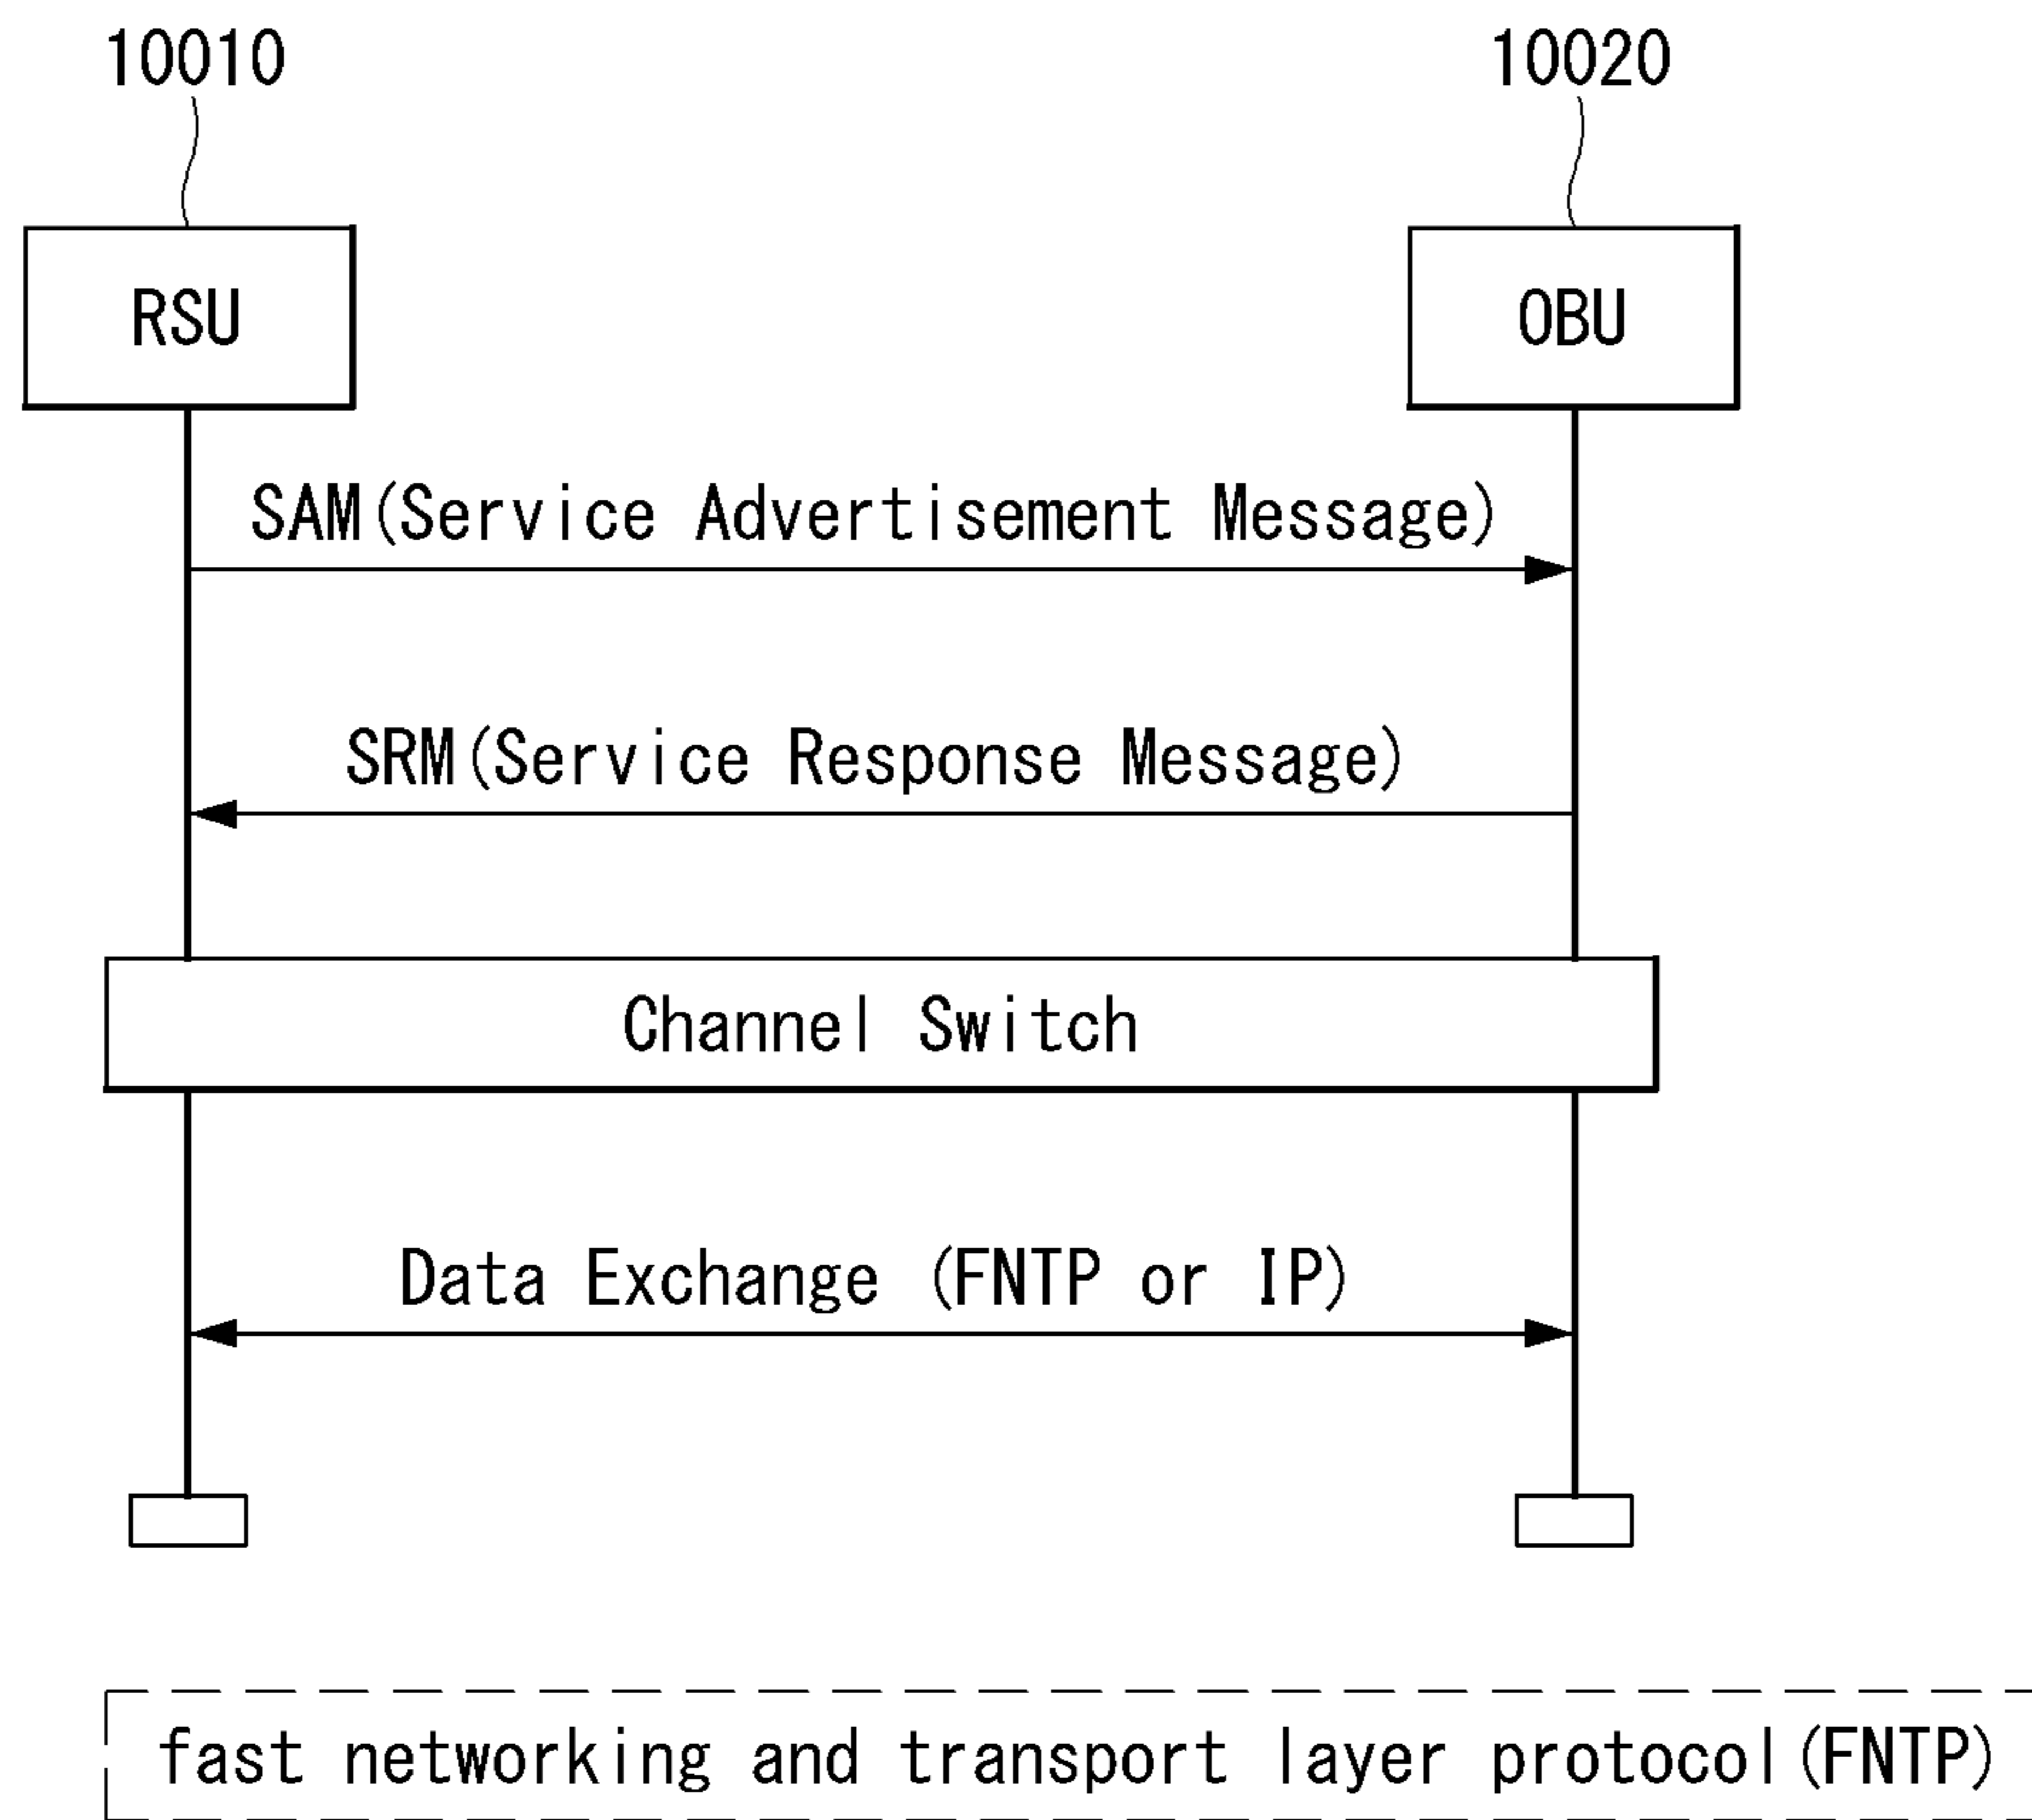 10010
10020
RSU
OBU
SAM(Service Advertisement Message)
SRM(Service Response Message)
Channel Switch
Data Exchange (FNTP or IP)
fast networking and transport layer protocol(FNTP)